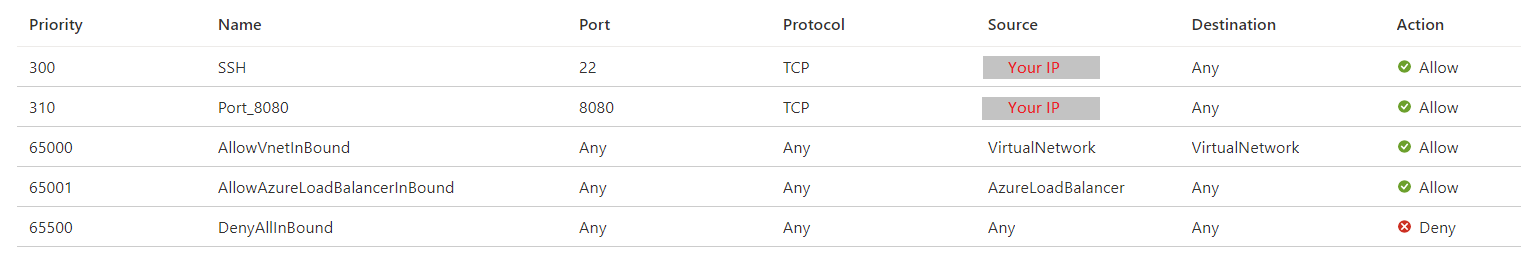 Priority Name Port Protocol Source Destination Action
300 SSH 22 TCP Your IP Any Allow
310 Port_8080 8080 TCP Your IP Any Allow
65000 AllowVnetInBound Any Any VirtualNetwork VirtualNetwork Allow
65001 AllowAzureLoadBalancerInBound Any Any AzureLoadBalancer Any Allow
65500 DenyAllInBound Any Any Any Any Deny